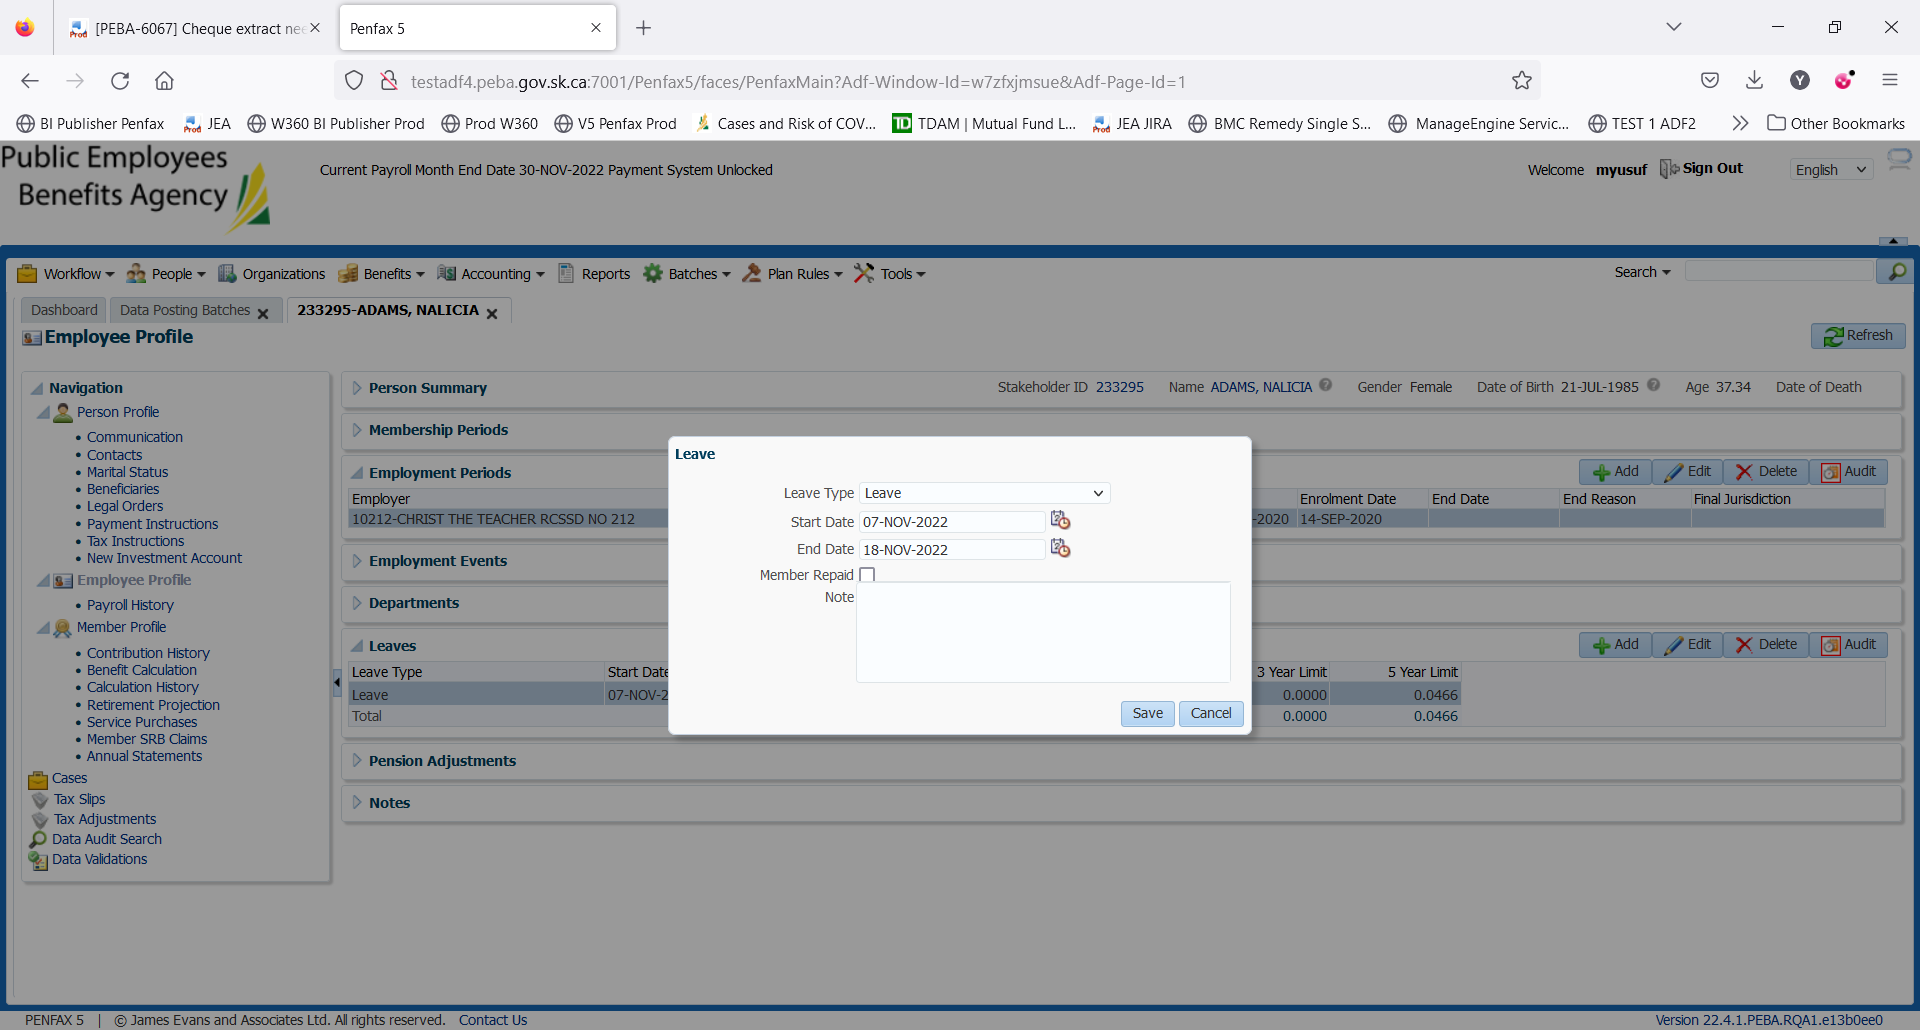 [PEBA-6067] Cheque extract nee
Penfax 5
testadf4.peba.gov.sk.ca:7001/Penfax5/faces/PenfaxMain?Adf-Window-Id=w7zfxjmsue&Adf-Page-Id=1
Y
BI Publisher Penfax
Prod JEA
W360 BI Publisher Prod
Prod W360
V5 Penfax Prod
Cases and Risk of COV...
TD TDAM | Mutual Fund L...
Prod JEA JIRA
BMC Remedy Single S...
ManageEngine Servic...
TEST 1 ADF2
Other Bookmarks
Public Employees
Benefits Agency
Current Payroll Month End Date 30-NOV-2022 Payment System Unlocked
Welcome myusuf Sign Out English
Workflow People Organizations Benefits Accounting Reports Batches Plan Rules Tools Search
Dashboard Data Posting Batches 233295-ADAMS, NALICIA
Employee Profile
Refresh
Navigation
Person Profile
Communication
Contacts
Marital Status
Beneficiaries
Legal Orders
Payment Instructions
Tax Instructions
New Investment Account
Employee Profile
Payroll History
Member Profile
Contribution History
Benefit Calculation
Calculation History
Retirement Projection
Service Purchases
Member SRB Claims
Annual Statements
Cases
Tax Slips
Tax Adjustments
Data Audit Search
Data Validations
Person Summary
Stakeholder ID 233295 Name ADAMS, NALICIA Gender Female Date of Birth 21-JUL-1985 Age 37.34 Date of Death
Membership Periods
Employment Periods
Add Edit Delete Audit
Employer Enrolment Date End Date End Reason Final Jurisdiction
10212-CHRIST THE TEACHER RCSSD NO 212 -2020 14-SEP-2020
Employment Events
Departments
Leaves
Add Edit Delete Audit
Leave Type Start Date 3 Year Limit 5 Year Limit
Leave 07-NOV-2 0.0000 0.0466
Total 0.0000 0.0466
Pension Adjustments
Notes
Leave
Leave Type Leave
Start Date 07-NOV-2022
End Date 18-NOV-2022
Member Repaid
Note
Save Cancel
PENFAX 5 | © James Evans and Associates Ltd. All rights reserved. Contact Us
Version 22.4.1.PEBA.RQA1.e13b0ee0